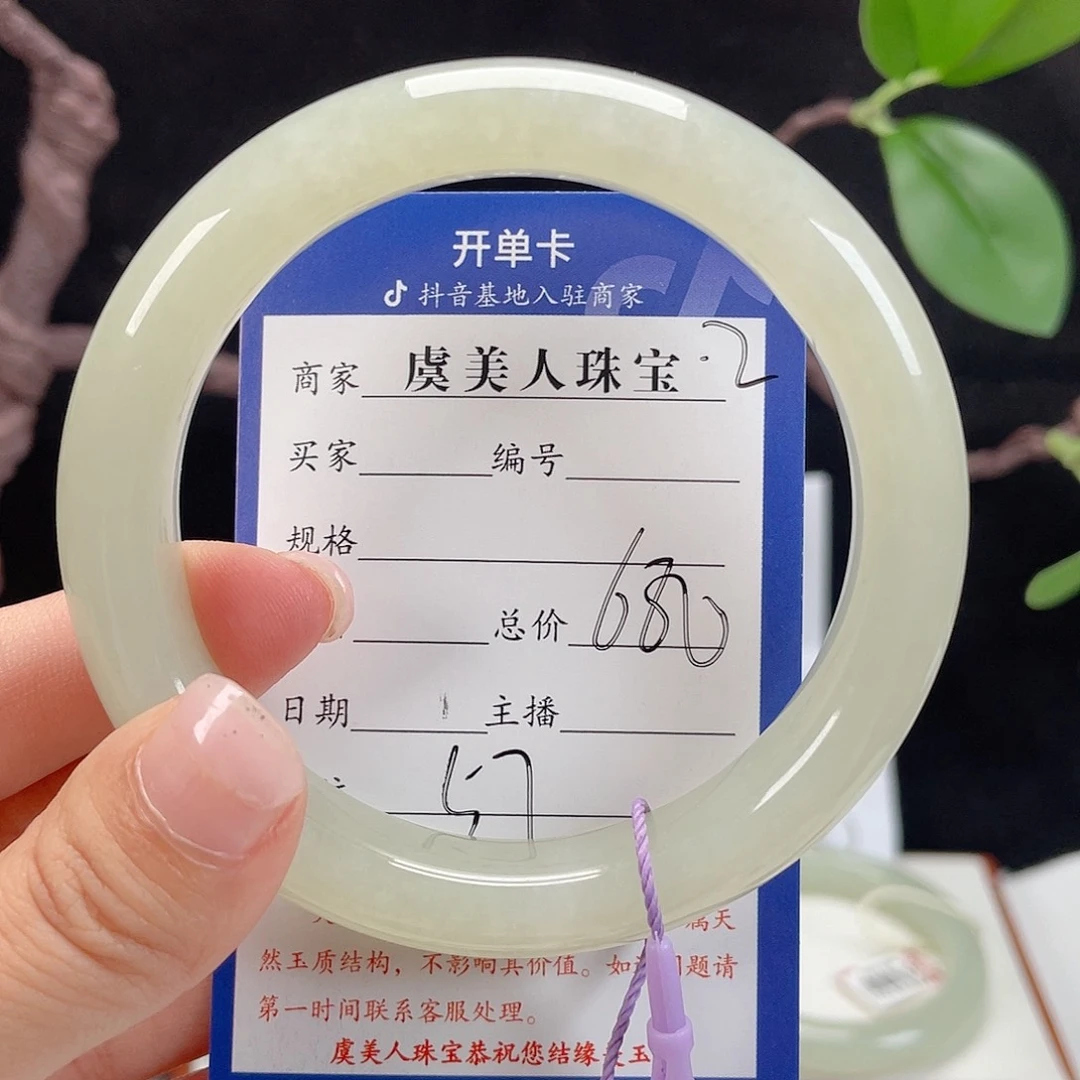 开单卡
抖音基地入驻商家
商家 虞美人珠宝 .2
买家 编号
规格
总价 680
日期 主播
57
属天
然玉质结构,不影响其价值。如 问题请
第一时间联系客服处理。
虞美人珠宝恭祝您结缘 玉